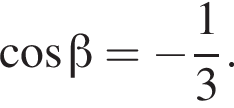 cos β = −1/3.